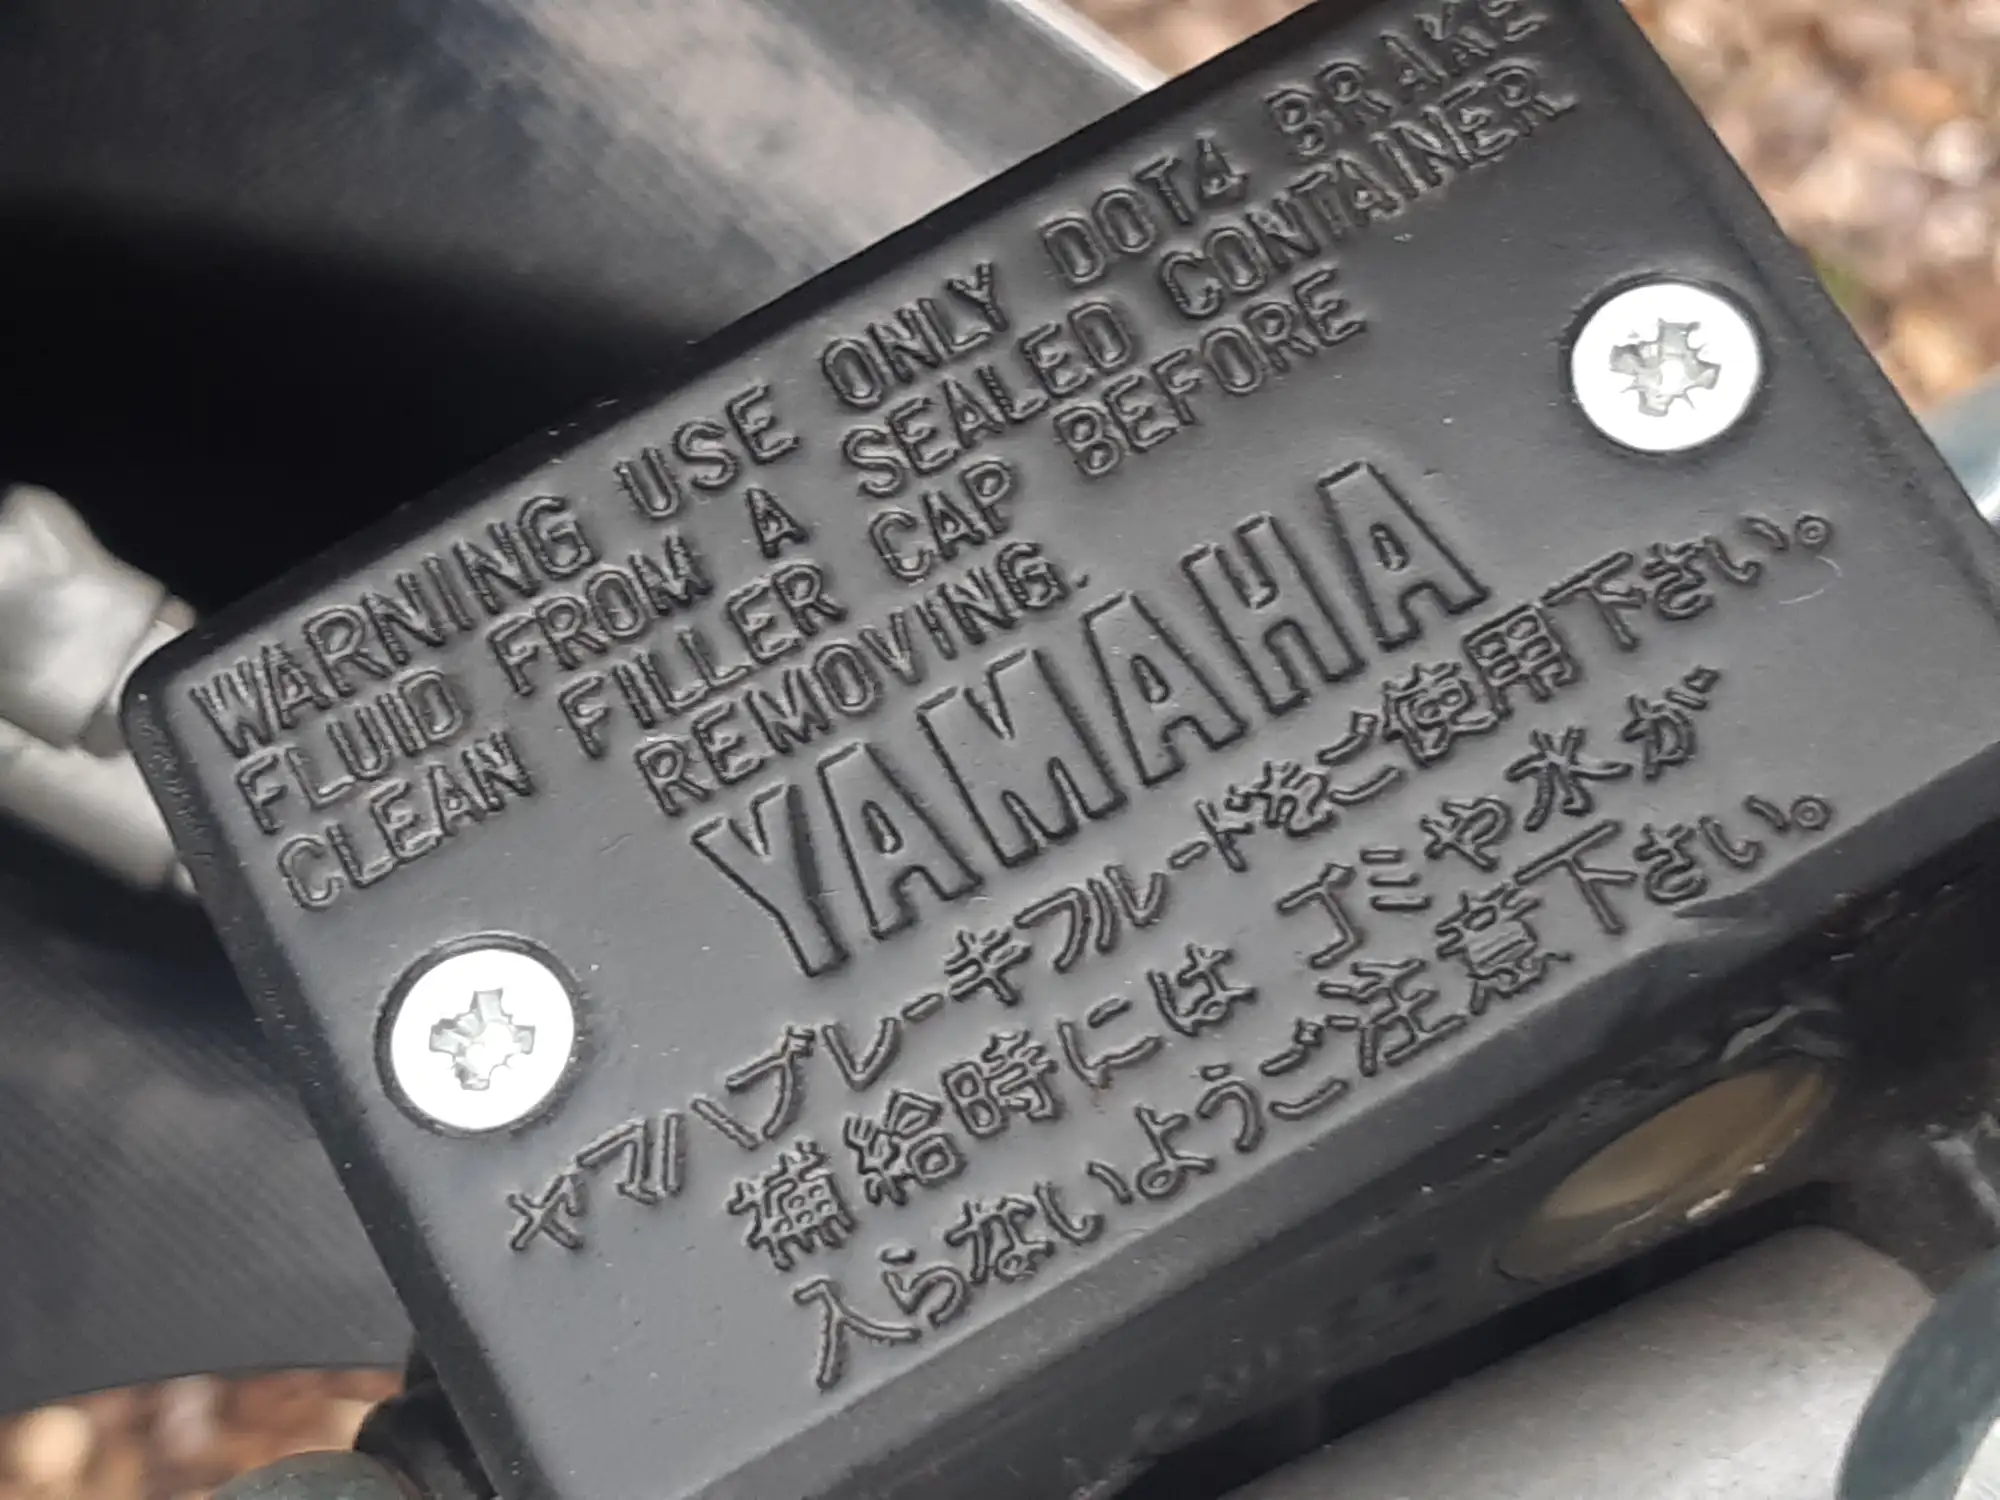 WARNING USE ONLY DOT4 BRAKE
FLUID FROM A SEALED CONTAINER
CLEAN FILLER CAP BEFORE
REMOVING.
YAMAHA
ヤマハブレーキフルードをご使用下さい。
補給時には ゴミや水が
入らないようご注意下さい。